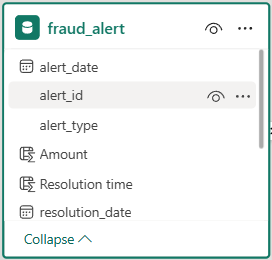 fraud_alert
alert_date
alert_id
alert_type
Amount
Resolution time
resolution_date
Collapse